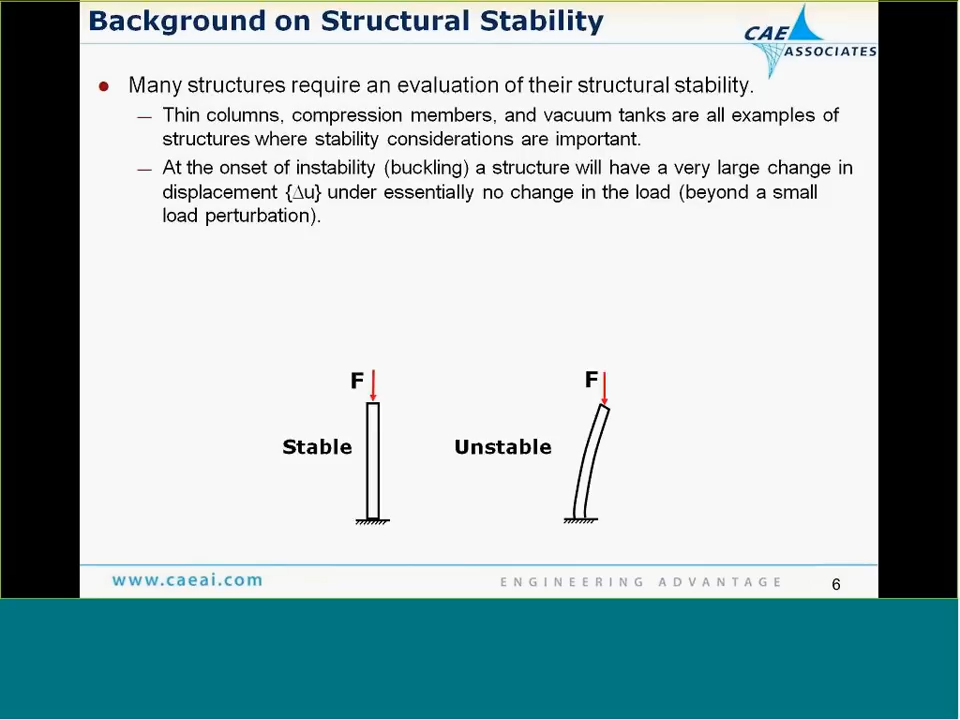 Background on Structural Stability
CAE
ASSOCIATES
● Many structures require an evaluation of their structural stability.
— Thin columns, compression members, and vacuum tanks are all examples of
structures where stability considerations are important.
— At the onset of instability (buckling) a structure will have a very large change in
displacement {∆u} under essentially no change in the load (beyond a small
load perturbation).
F
F
Stable
Unstable
www.caeai.com
ENGINEERING ADVANTAGE
6